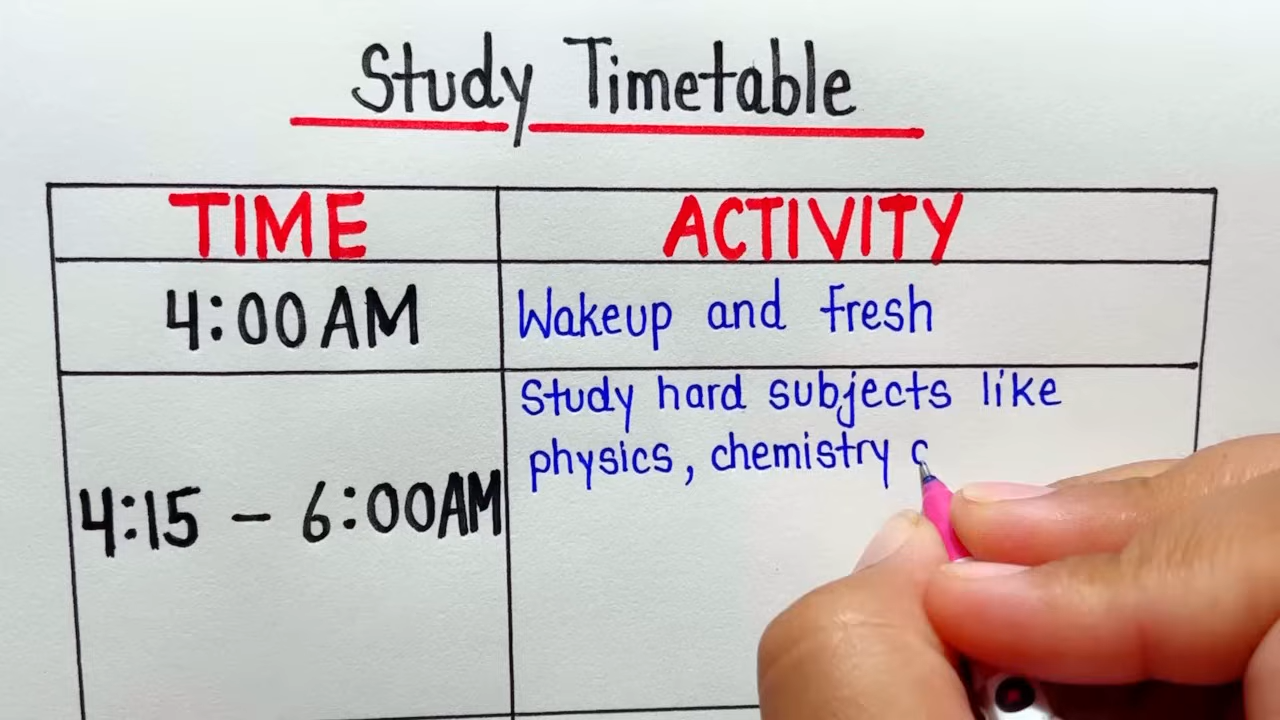 Study Timetable
TIME ACTIVITY
4:00 AM Wakeup and fresh
Study hard subjects like
physics, chemistry
4:15 – 6:00AM